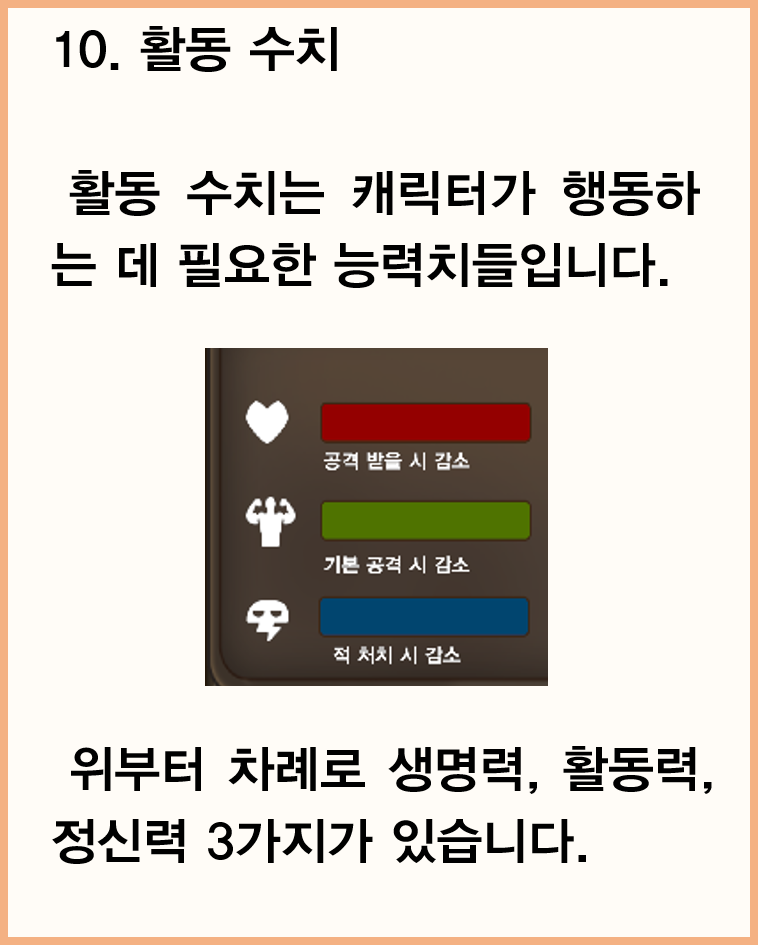 10. 활동 수치
활동 수치는 캐릭터가 행동하
는 데 필요한 능력치들입니다.
공격 받을 시 감소
기본 공격 시 감소
적 처치 시 감소
위부터 차례로 생명력, 활동력,
정신력 3가지가 있습니다.